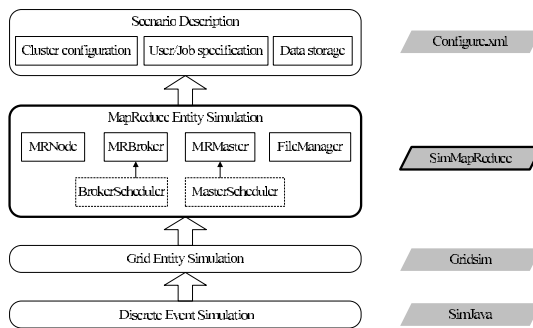 Scenario Description
Cluster configuration User/Job specification Data storage
Configure.xml
MapReduce Entity Simulation
MRNode MRBroker MRMaster FileManager
BrokerScheduler MasterScheduler
SimMapReduce
Grid Entity Simulation
Gridsim
Discrete Event Simulation
SimJava